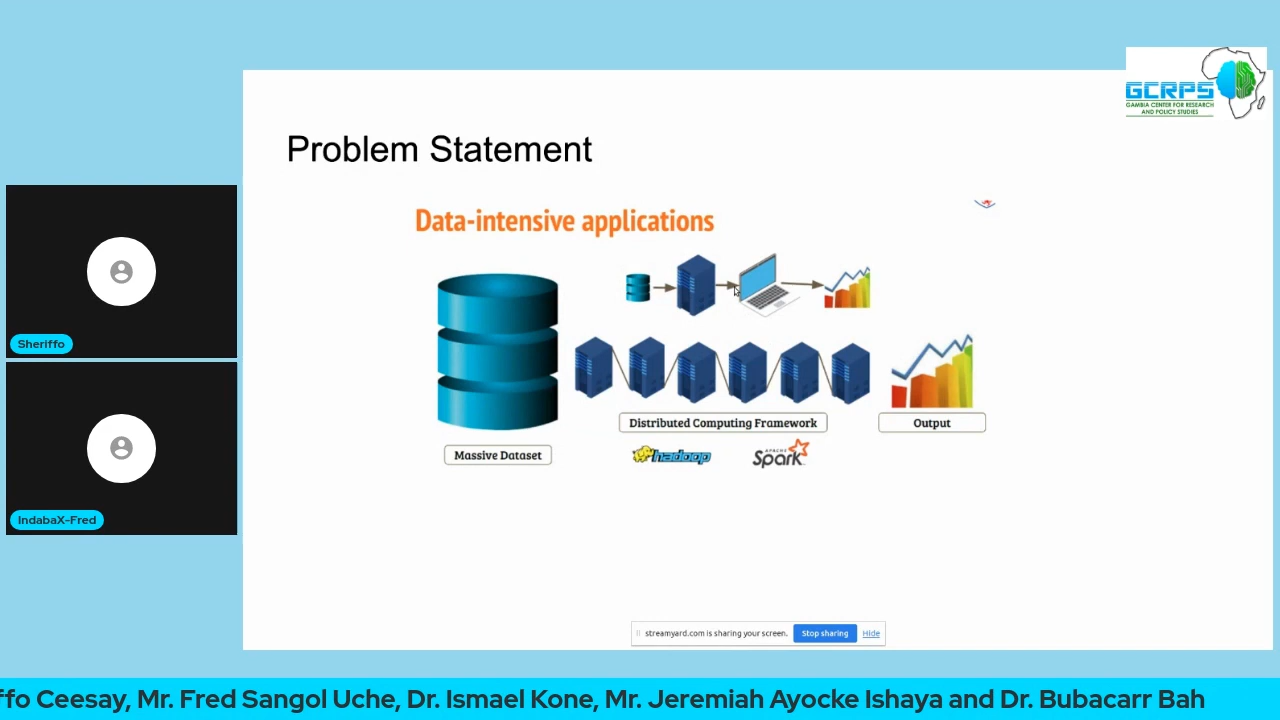 GCRPS
GAMBIA CENTER FOR RESEARCH
AND POLICY STUDIES
Problem Statement
Data-intensive applications
Distributed Computing Framework
Output
Massive Dataset
hadoop
APACHE
Spark
Sheriffo
IndabaX-Fred
streamyard.com is sharing your screen.
Stop sharing
Hide
ffo Ceesay, Mr. Fred Sangol Uche, Dr. Ismael Kone, Mr. Jeremiah Ayocke Ishaya and Dr. Bubacarr Bah